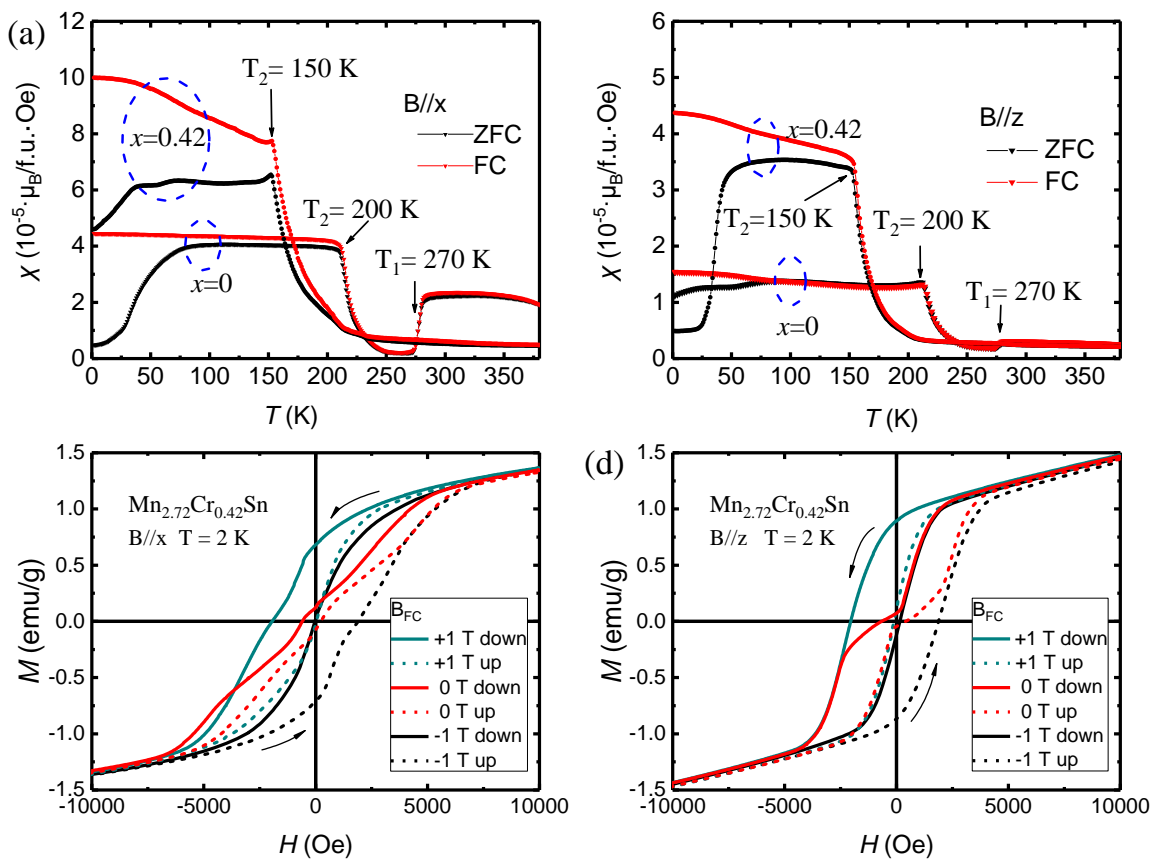 (a)
12
10
8
6
4
2
0
χ (10⁻⁵·μ_B/f.u.·Oe)
T₂= 150 K
B//x
ZFC
FC
x=0.42
T₂= 200 K
T₁= 270 K
x=0
0 50 100 150 200 250 300 350
T (K)
6
5
4
3
2
1
0
χ (10⁻⁵·μ_B/f.u.·Oe)
x=0.42
B//z
ZFC
FC
T₂=150 K
T₂= 200 K
T₁= 270 K
x=0
0 50 100 150 200 250 300 350
T (K)
1.5
1.0
0.5
0.0
-0.5
-1.0
-1.5
M (emu/g)
Mn₂.₇₂Cr₀.₄₂Sn
B//x T = 2 K
B_FC
+1 T down
+1 T up
0 T down
0 T up
-1 T down
-1 T up
-10000 -5000 0 5000 10000
H (Oe)
(d)
1.5
1.0
0.5
0.0
-0.5
-1.0
-1.5
M (emu/g)
Mn₂.₇₂Cr₀.₄₂Sn
B//z T = 2 K
B_FC
+1 T down
+1 T up
0 T down
0 T up
-1 T down
-1 T up
-10000 -5000 0 5000 10000
H (Oe)